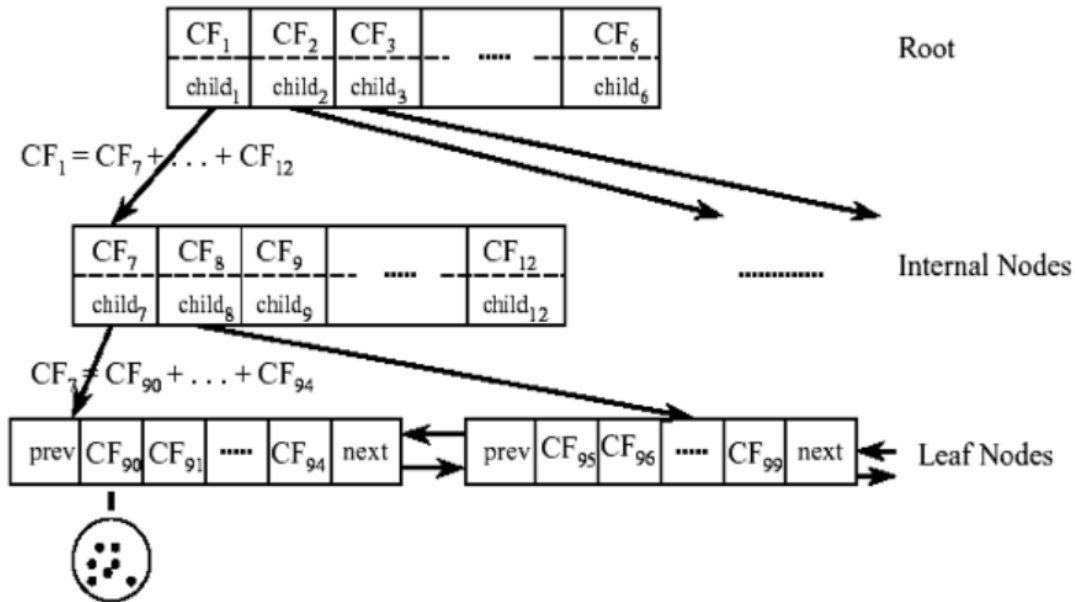 CF₁ CF₂ CF₃ ..... CF₆
child₁ child₂ child₃ child₆
Root
CF₁ = CF₇ + . . . + CF₁₂
CF₇ CF₈ CF₉ ..... CF₁₂
child₇ child₈ child₉ child₁₂
.............
Internal Nodes
CF₇ = CF₉₀ + . . . + CF₉₄
prev CF₉₀ CF₉₁ ..... CF₉₄ next
prev CF₉₅ CF₉₆ ..... CF₉₉ next
Leaf Nodes